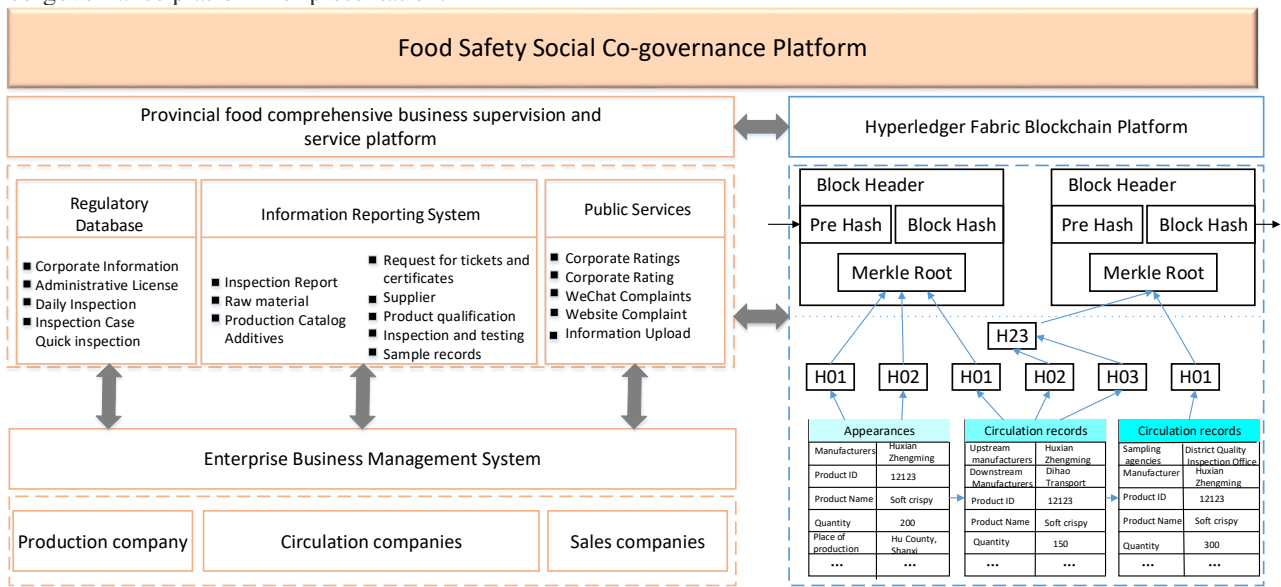 Food Safety Social Co-governance Platform
Provincial food comprehensive business supervision and
service platform
Hyperledger Fabric Blockchain Platform
Regulatory
Database
Corporate Information
Administrative License
Daily Inspection
Inspection Case
Quick inspection
Information Reporting System
Inspection Report
Raw material
Production Catalog
Additives
Request for tickets and
certificates
Supplier
Product qualification
Inspection and testing
Sample records
Public Services
Corporate Ratings
Corporate Rating
WeChat Complaints
Website Complaint
Information Upload
Enterprise Business Management System
Production company
Circulation companies
Sales companies
Block Header
Pre Hash
Block Hash
Merkle Root
Block Header
Pre Hash
Block Hash
Merkle Root
H23
H01
H02
H01
H02
H03
H01
Appearances
Manufacturers
Huxian
Zhengming
Product ID
12123
Product Name
Soft crispy
Quantity
200
Place of
production
Hu County,
Shanxi
...
...
Circulation records
Upstream
manufacturers
Huxian
Zhengming
Downstream
Manufacturers
Dihao
Transport
Product ID
12123
Product Name
Soft crispy
Quantity
150
...
...
Circulation records
Sampling
agencies
District Quality
Inspection Office
Manufacturer
Huxian
Zhengming
Product ID
12123
Product Name
Soft crispy
Quantity
300
...
...